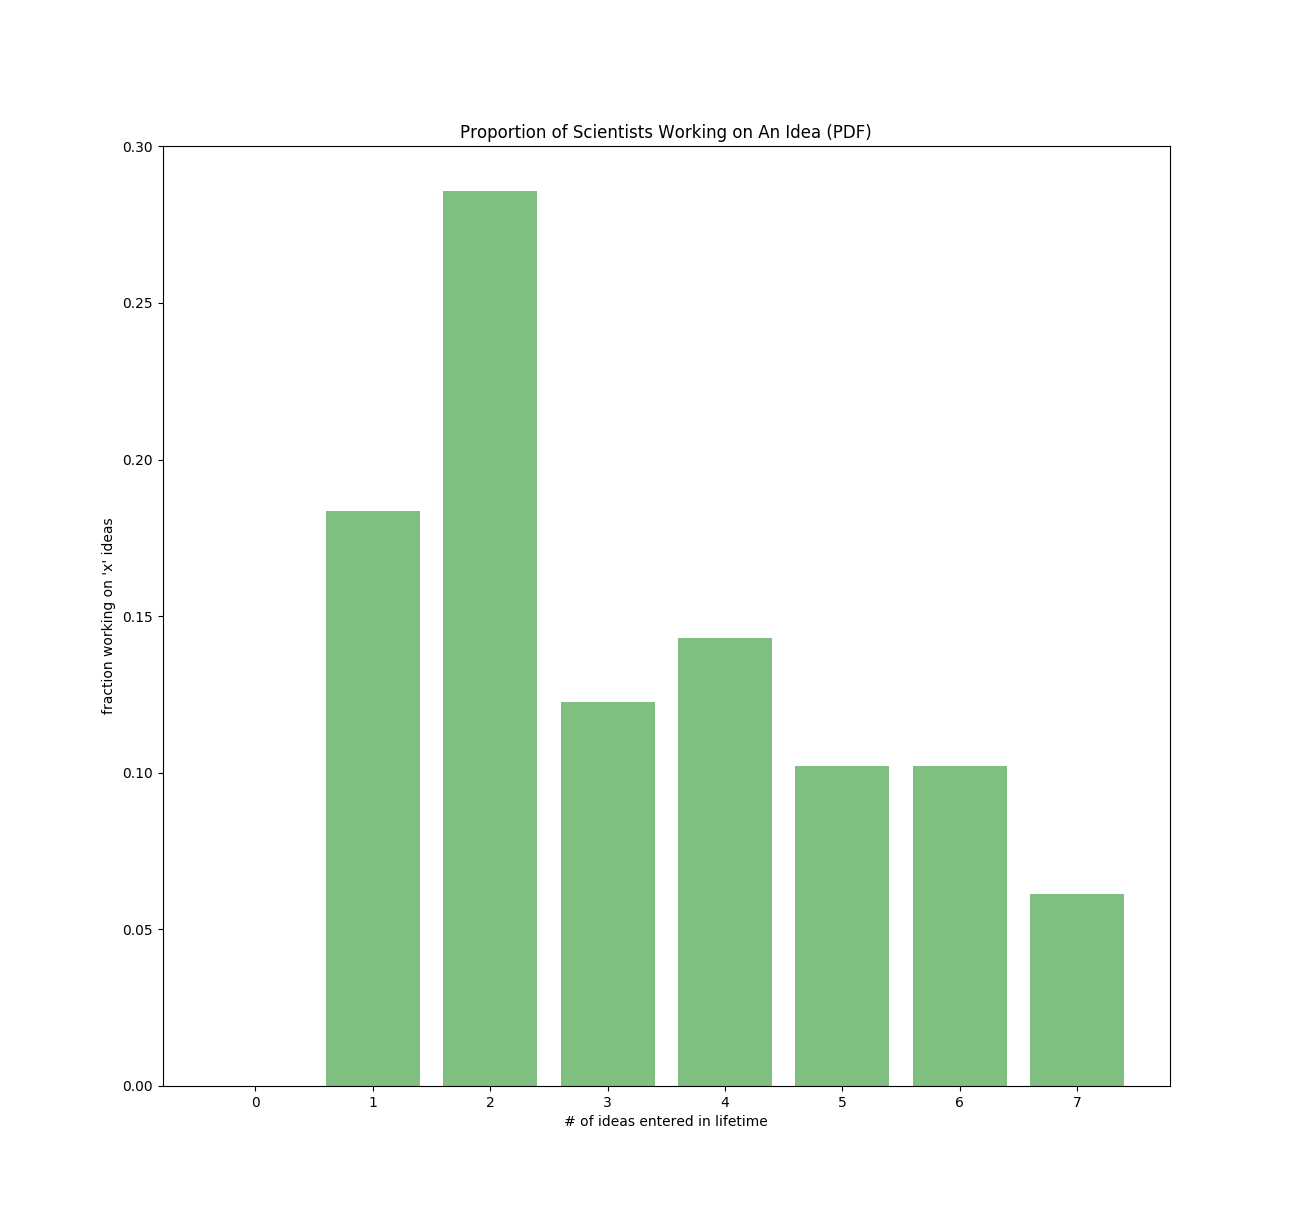 Proportion of Scientists Working on An Idea (PDF)
0.30
0.25
0.20
0.15
0.10
0.05
0.00
fraction working on 'x' ideas
0 1 2 3 4 5 6 7
# of ideas entered in lifetime